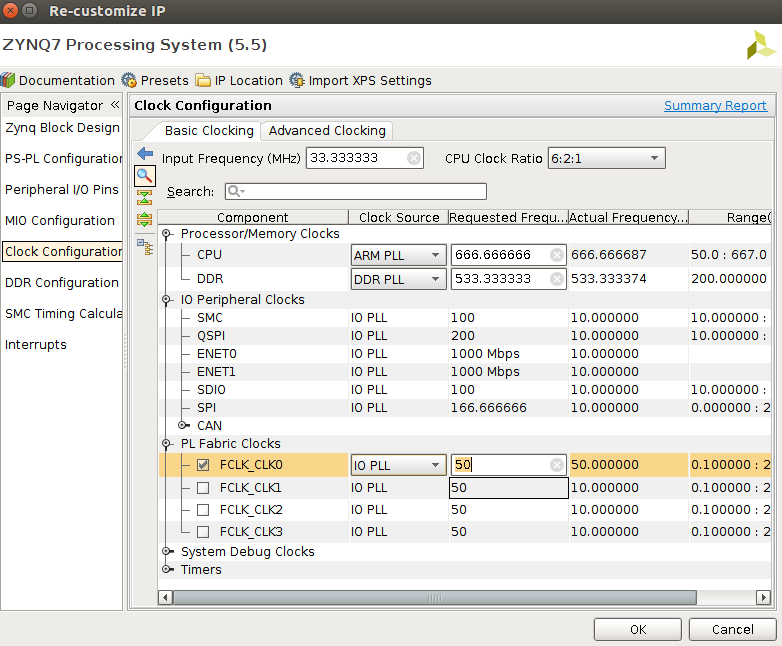 Re-customize IP
ZYNQ7 Processing System (5.5)
Documentation Presets IP Location Import XPS Settings
Page Navigator «
Zynq Block Design
PS-PL Configuration
Peripheral I/O Pins
MIO Configuration
Clock Configuration
DDR Configuration
SMC Timing Calcula
Interrupts
Clock Configuration Summary Report
Basic Clocking Advanced Clocking
Input Frequency (MHz) 33.333333 CPU Clock Ratio 6:2:1
Search:
Component Clock Source Requested Frequ... Actual Frequency... Range(
Processor/Memory Clocks
CPU ARM PLL 666.666666 666.666687 50.0 : 667.0
DDR DDR PLL 533.333333 533.333374 200.000000
IO Peripheral Clocks
SMC IO PLL 100 10.000000 10.000000 :
QSPI IO PLL 200 10.000000 10.000000 :
ENET0 IO PLL 1000 Mbps 10.000000
ENET1 IO PLL 1000 Mbps 10.000000
SDIO IO PLL 100 10.000000 10.000000 :
SPI IO PLL 166.666666 10.000000 0.000000 : 2
CAN
PL Fabric Clocks
FCLK_CLK0 IO PLL 50 50.000000 0.100000 : 2
FCLK_CLK1 IO PLL 50 10.000000 0.100000 : 2
FCLK_CLK2 IO PLL 50 10.000000 0.100000 : 2
FCLK_CLK3 IO PLL 50 10.000000 0.100000 : 2
System Debug Clocks
Timers
OK Cancel